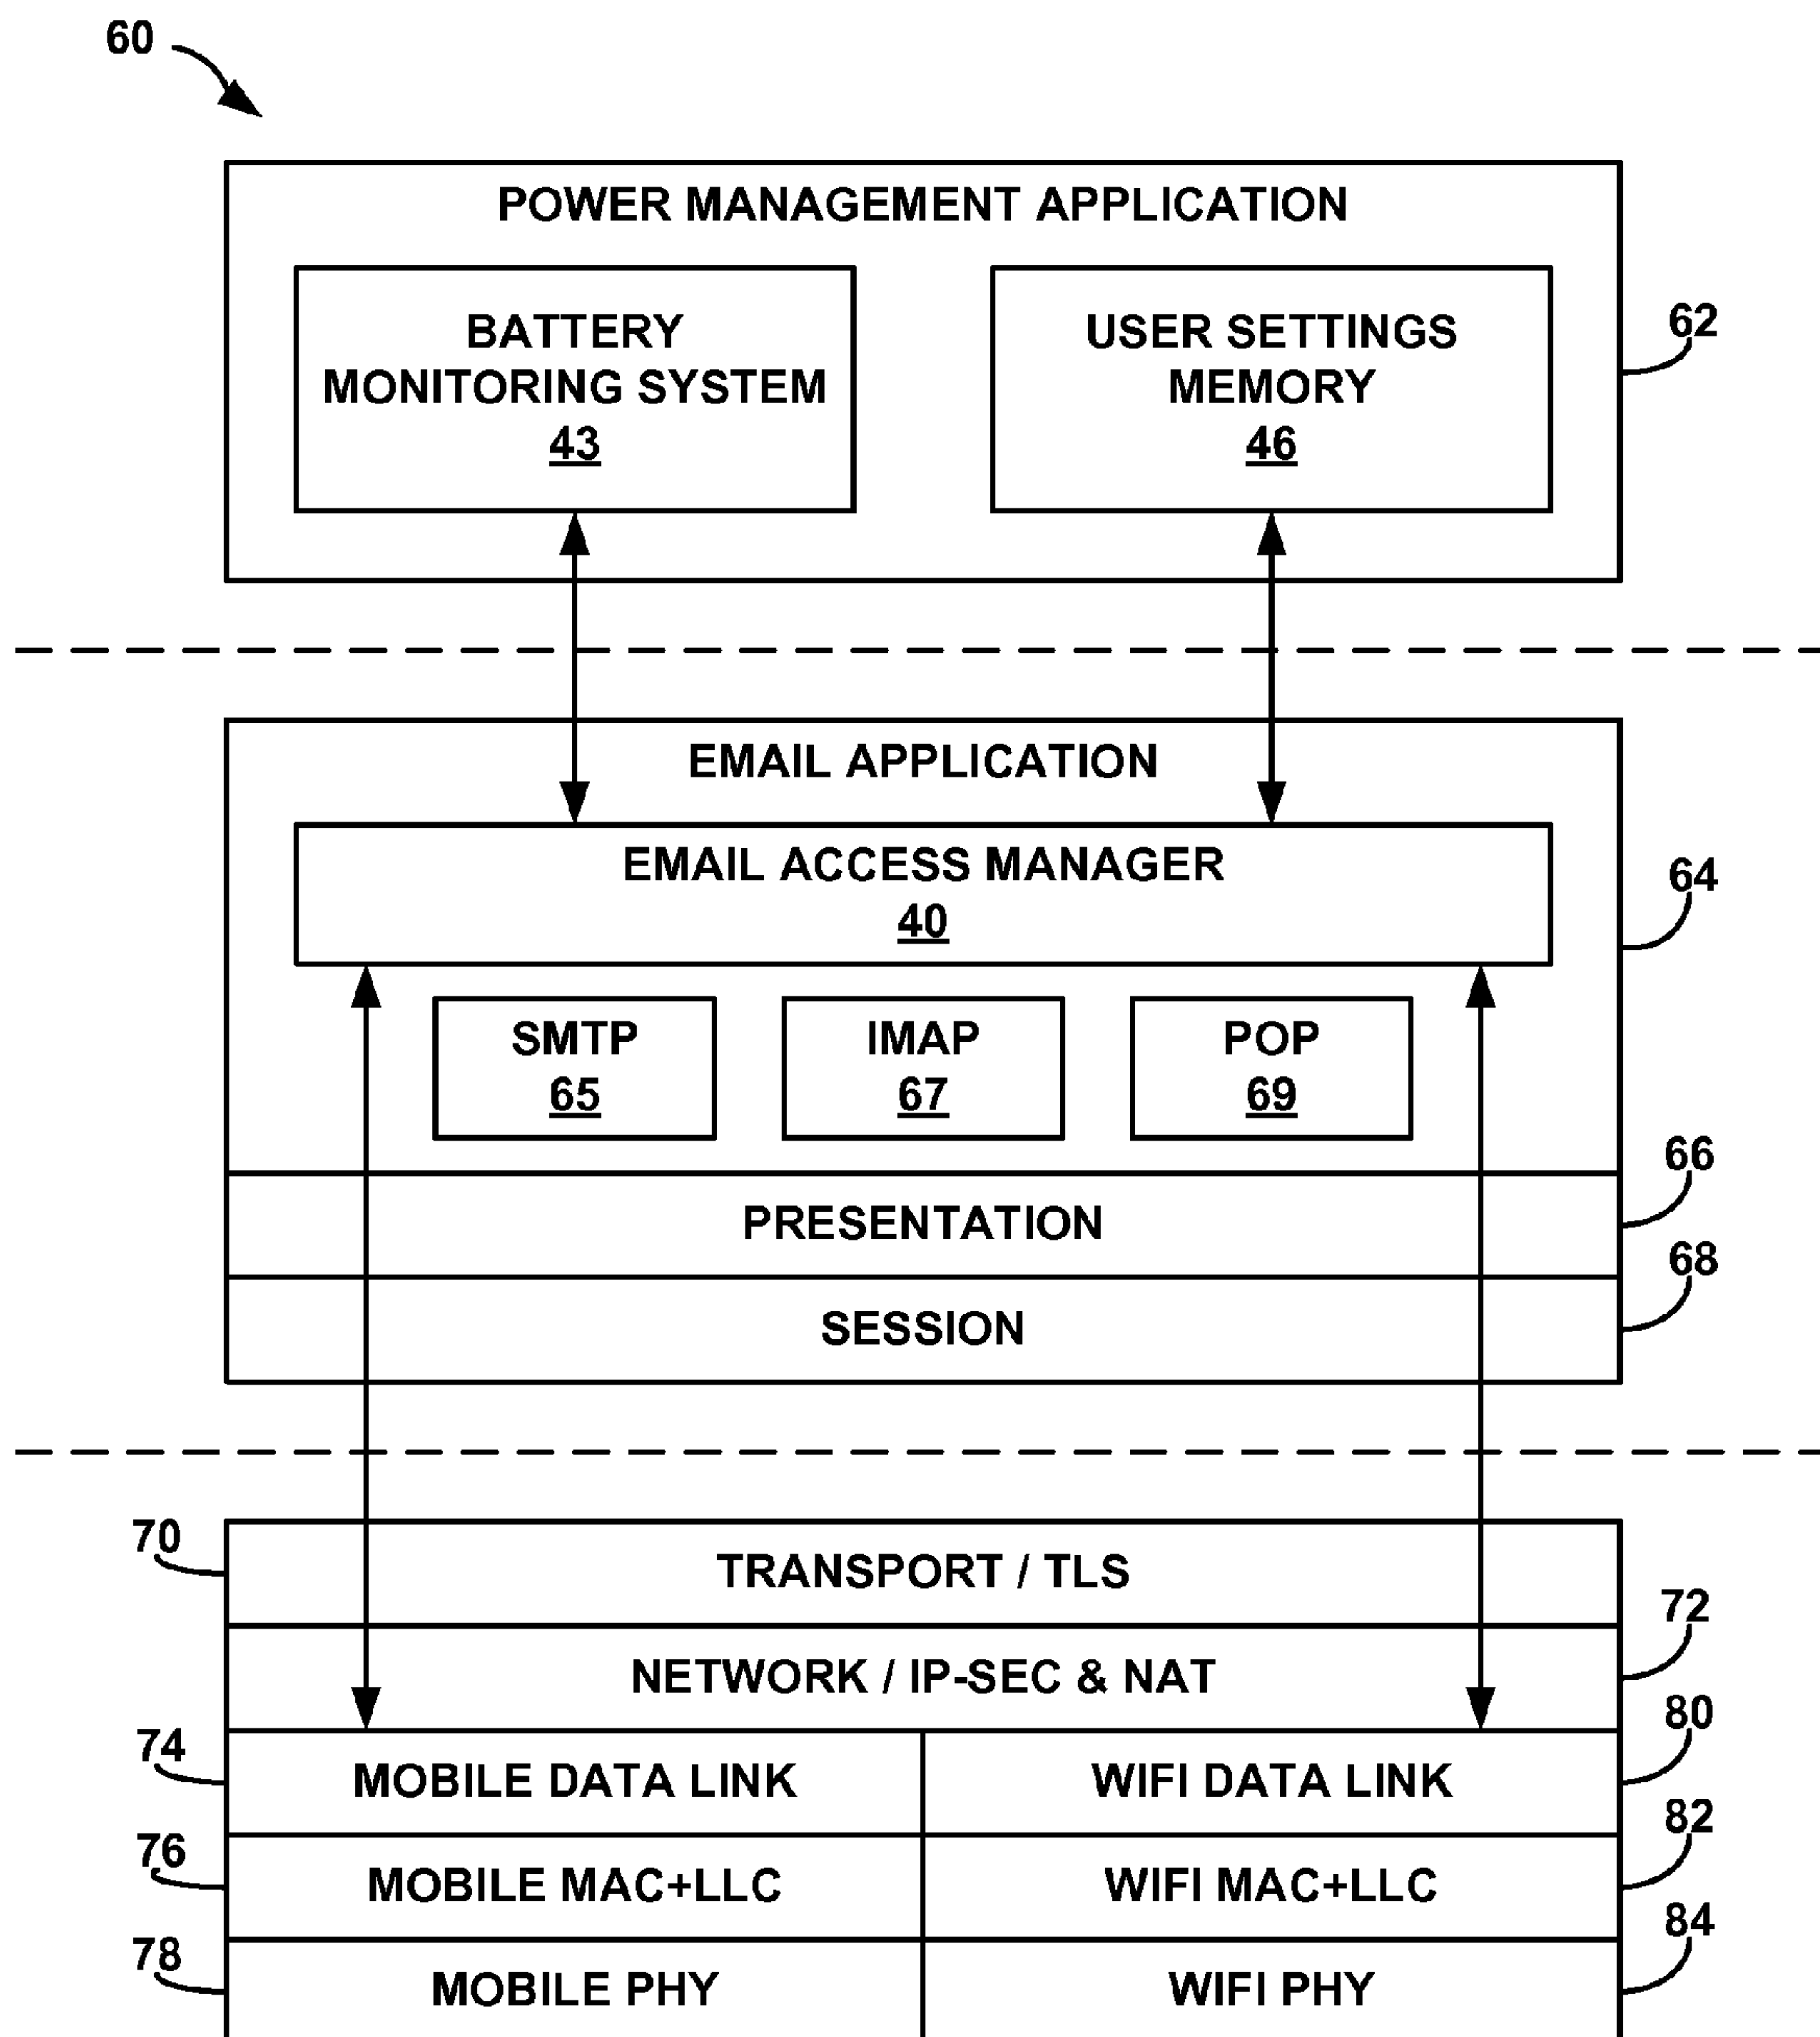 60
POWER MANAGEMENT APPLICATION
BATTERY
MONITORING SYSTEM
43
USER SETTINGS
MEMORY
46
62
EMAIL APPLICATION
EMAIL ACCESS MANAGER
40
64
SMTP
65
IMAP
67
POP
69
66
PRESENTATION
68
SESSION
70
TRANSPORT / TLS
72
NETWORK / IP-SEC & NAT
74
MOBILE DATA LINK
WIFI DATA LINK
80
76
MOBILE MAC+LLC
WIFI MAC+LLC
82
78
MOBILE PHY
WIFI PHY
84